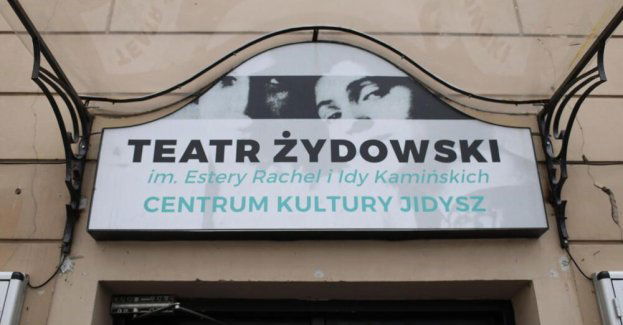 TEATR ŻYDOWSKI
im. Estery Rachel i Idy Kamińskich
CENTRUM KULTURY JIDYSZ